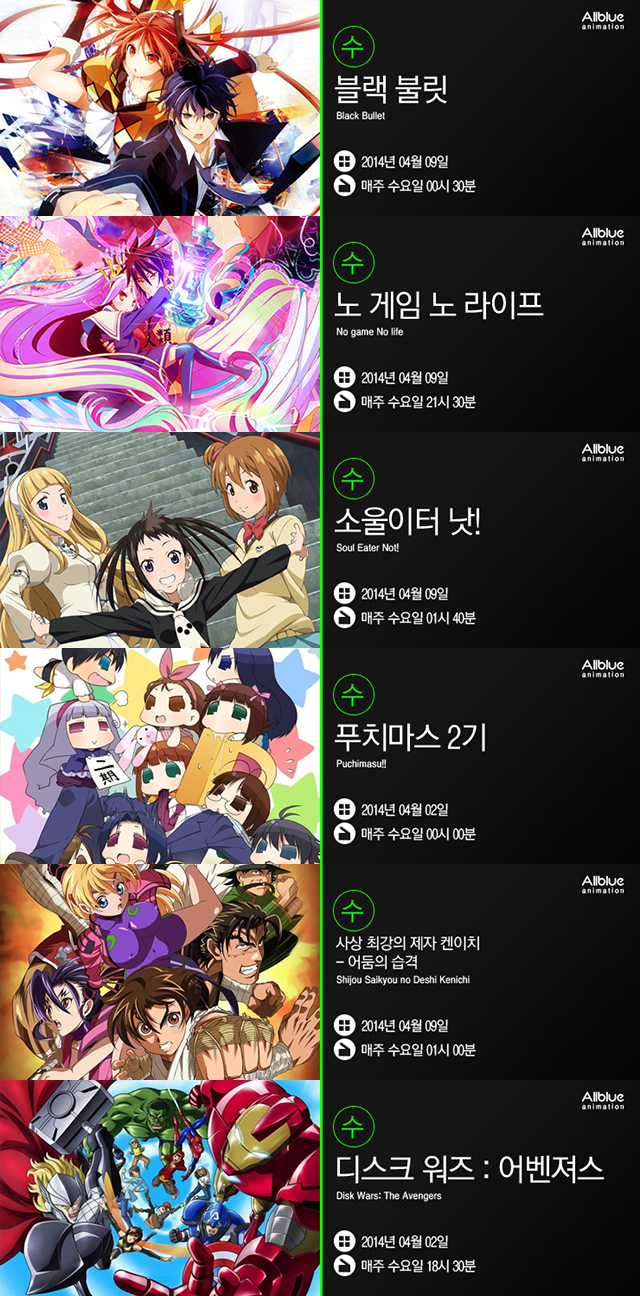 Allblue
animation
수
블랙 불릿
Black Bullet
2014년 04월 09일
매주 수요일 00시 30분
Allblue
animation
수
노 게임 노 라이프
No game No life
人類
2014년 04월 09일
매주 수요일 21시 30분
Allblue
animation
수
소울이터 낫!
Soul Eater Not!
2014년 04월 09일
매주 수요일 01시 40분
Allblue
animation
수
푸치마스 2기
Puchimasu!!
二期
2014년 04월 02일
매주 수요일 00시 00분
Allblue
animation
수
사상 최강의 제자 켄이치
- 어둠의 습격
Shijou Saikyou no Deshi Kenichi
2014년 04월 09일
매주 수요일 01시 00분
Allblue
animation
수
디스크 워즈 : 어벤져스
Disk Wars: The Avengers
2014년 04월 02일
매주 수요일 18시 30분